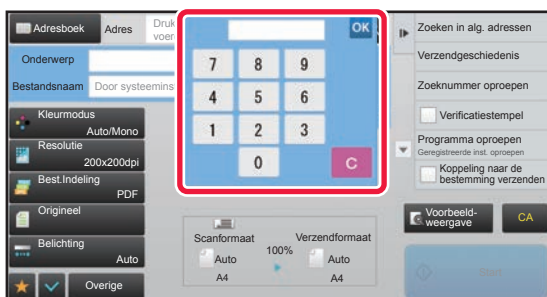 Adresboek
Adres
Druk
voer
OK
Onderwerp
Bestandsnaam
Door systeemins
7 8 9
4 5 6
1 2 3
0 C
Kleurmodus
Auto/Mono
Resolutie
200x200dpi
Best.Indeling
PDF
Origineel
Belichting
Auto
Overige
Scanformaat
Auto
A4
100%
Verzendformaat
Auto
A4
Zoeken in alg. adressen
Verzendgeschiedenis
Zoeknummer oproepen
Verificatiestempel
Programma oproepen
Geregistreerde inst. oproepen
Koppeling naar de
bestemming verzenden
Voorbeeld-
weergave
CA
Start